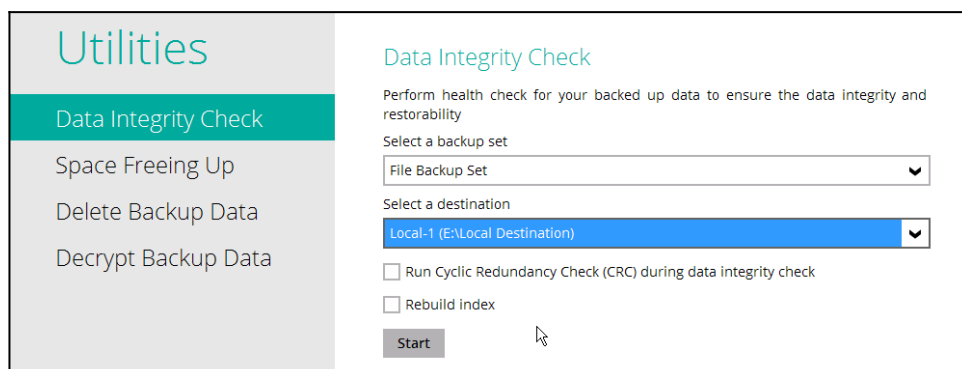 Utilities
Data Integrity Check
Space Freeing Up
Delete Backup Data
Decrypt Backup Data
Data Integrity Check
Perform health check for your backed up data to ensure the data integrity and
restorability
Select a backup set
File Backup Set
Select a destination
Local-1 (E:\Local Destination)
Run Cyclic Redundancy Check (CRC) during data integrity check
Rebuild index
Start